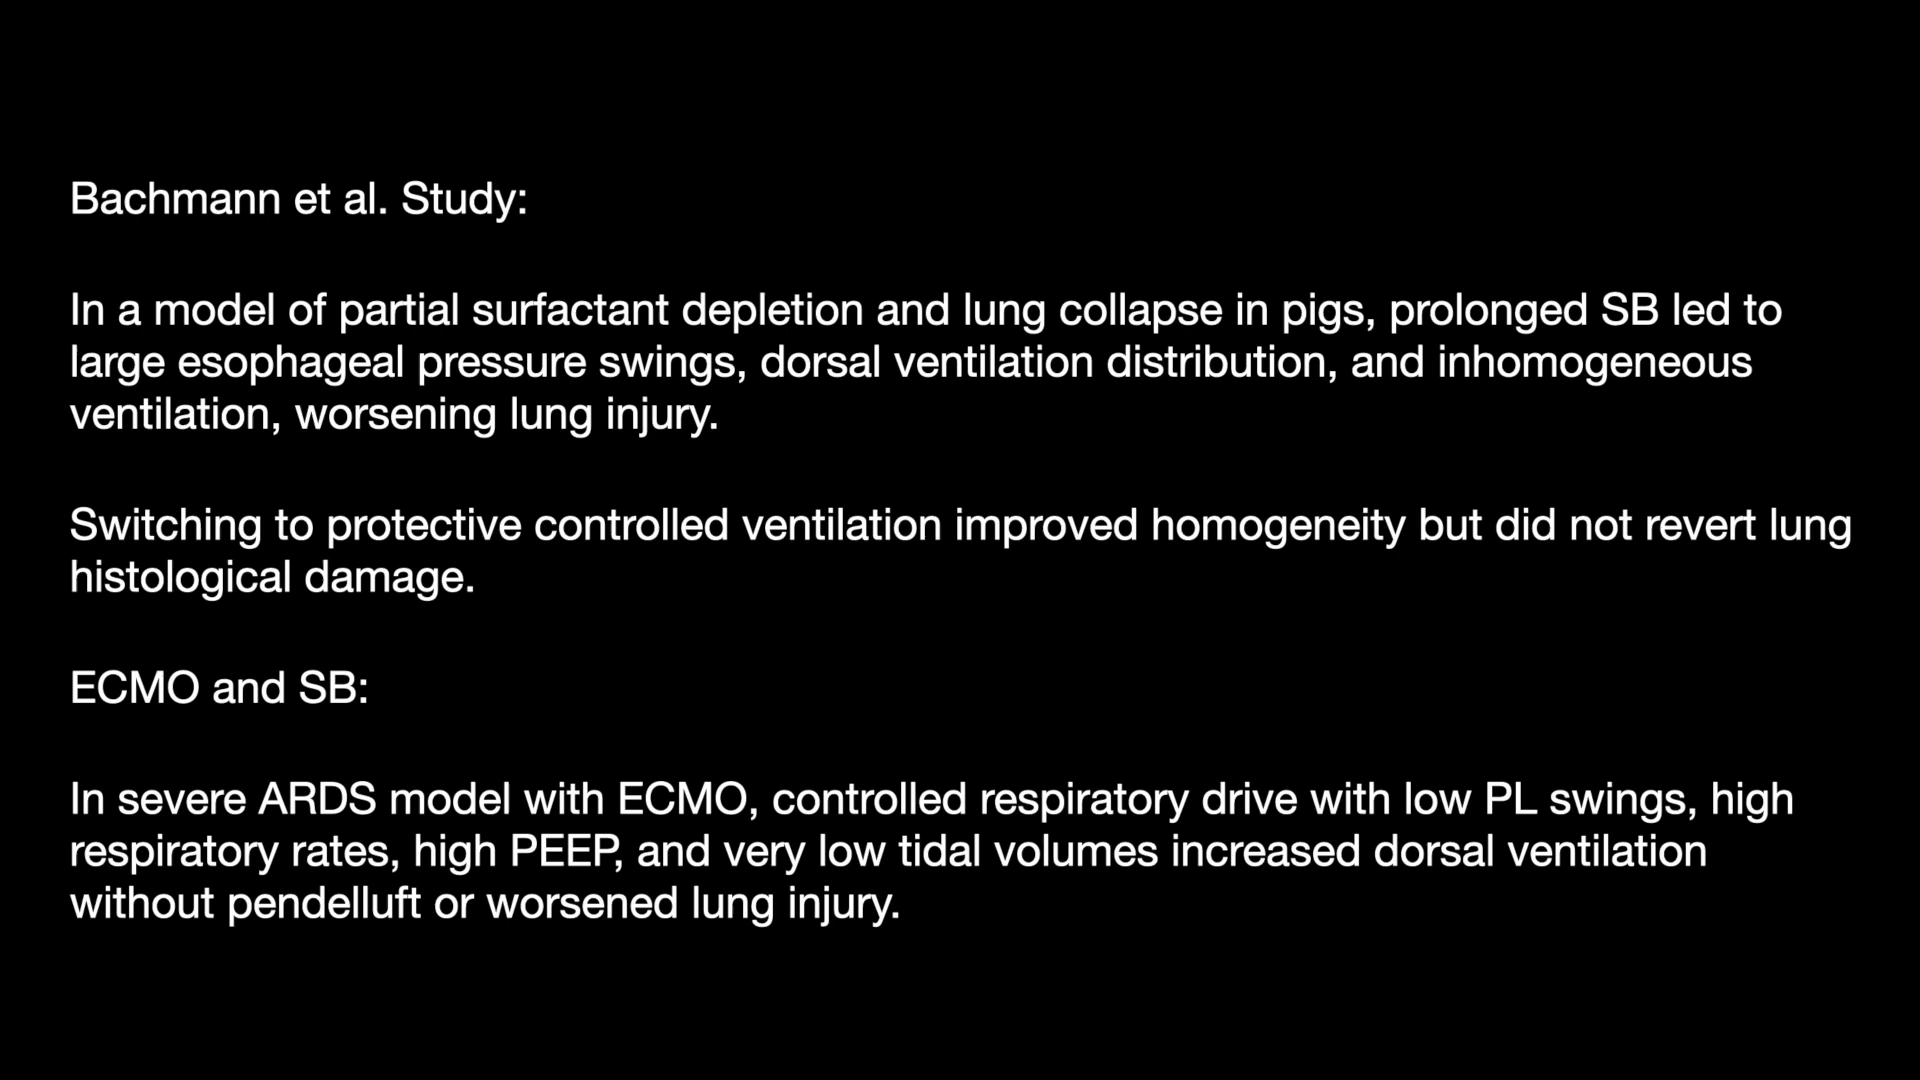 Bachmann et al. Study:
In a model of partial surfactant depletion and lung collapse in pigs, prolonged SB led to
large esophageal pressure swings, dorsal ventilation distribution, and inhomogeneous
ventilation, worsening lung injury.
Switching to protective controlled ventilation improved homogeneity but did not revert lung
histological damage.
ECMO and SB:
In severe ARDS model with ECMO, controlled respiratory drive with low PL swings, high
respiratory rates, high PEEP, and very low tidal volumes increased dorsal ventilation
without pendelluft or worsened lung injury.